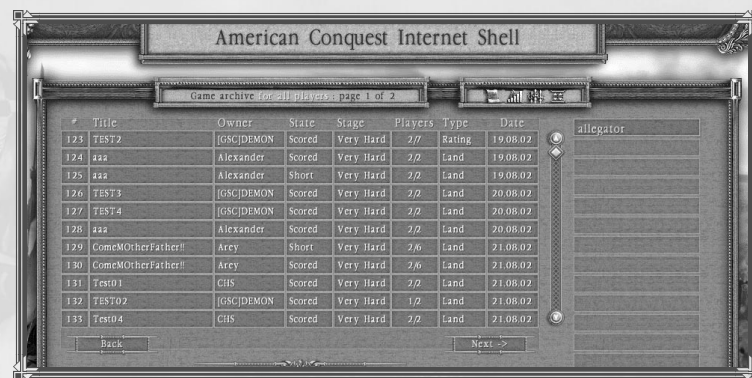 American Conquest Internet Shell
Game archive for all players : page 1 of 2
# Title Owner State Stage Players Type Date
123 TEST2 [GSC]DEMON Scored Very Hard 2/7 Rating 19.08.02
124 aaa Alexander Scored Very Hard 2/2 Land 19.08.02
125 aaa Alexander Short Very Hard 2/2 Land 19.08.02
126 TEST3 [GSC]DEMON Scored Very Hard 2/2 Land 20.08.02
127 TEST4 [GSC]DEMON Scored Very Hard 2/2 Land 20.08.02
128 aaa Alexander Scored Very Hard 2/2 Land 20.08.02
129 ComeMOtherFather!! Arey Short Very Hard 2/6 Land 21.08.02
130 ComeMOtherFather!! Arey Scored Very Hard 2/6 Land 21.08.02
131 Test01 CHS Scored Very Hard 2/2 Land 21.08.02
132 TEST02 [GSC]DEMON Scored Very Hard 1/2 Land 21.08.02
133 Test04 CHS Scored Very Hard 2/2 Land 21.08.02
allegator
Back
Next ->